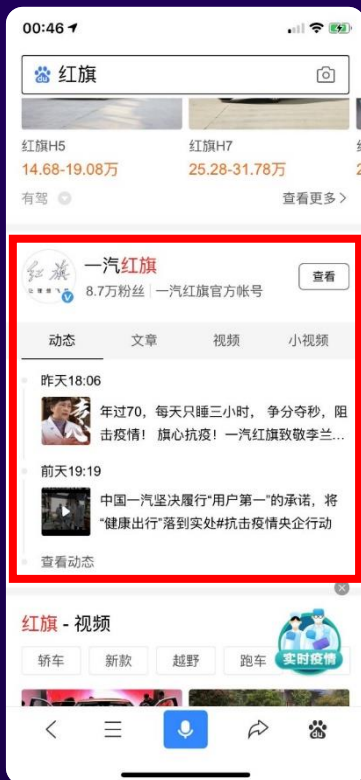 00:46
红旗
红旗H5
红旗H7
14.68-19.08万
25.28-31.78万
有驾
查看更多
一汽红旗
8.7万粉丝 一汽红旗官方帐号
查看
动态 文章 视频 小视频
昨天18:06
年过70，每天只睡三小时， 争分夺秒，阻
击疫情！ 旗心抗疫！一汽红旗致敬李兰...
前天19:19
中国一汽坚决履行“用户第一”的承诺，将
“健康出行”落到实处#抗击疫情央企行动
查看动态
红旗 - 视频
实时疫情
轿车 新款 越野 跑车